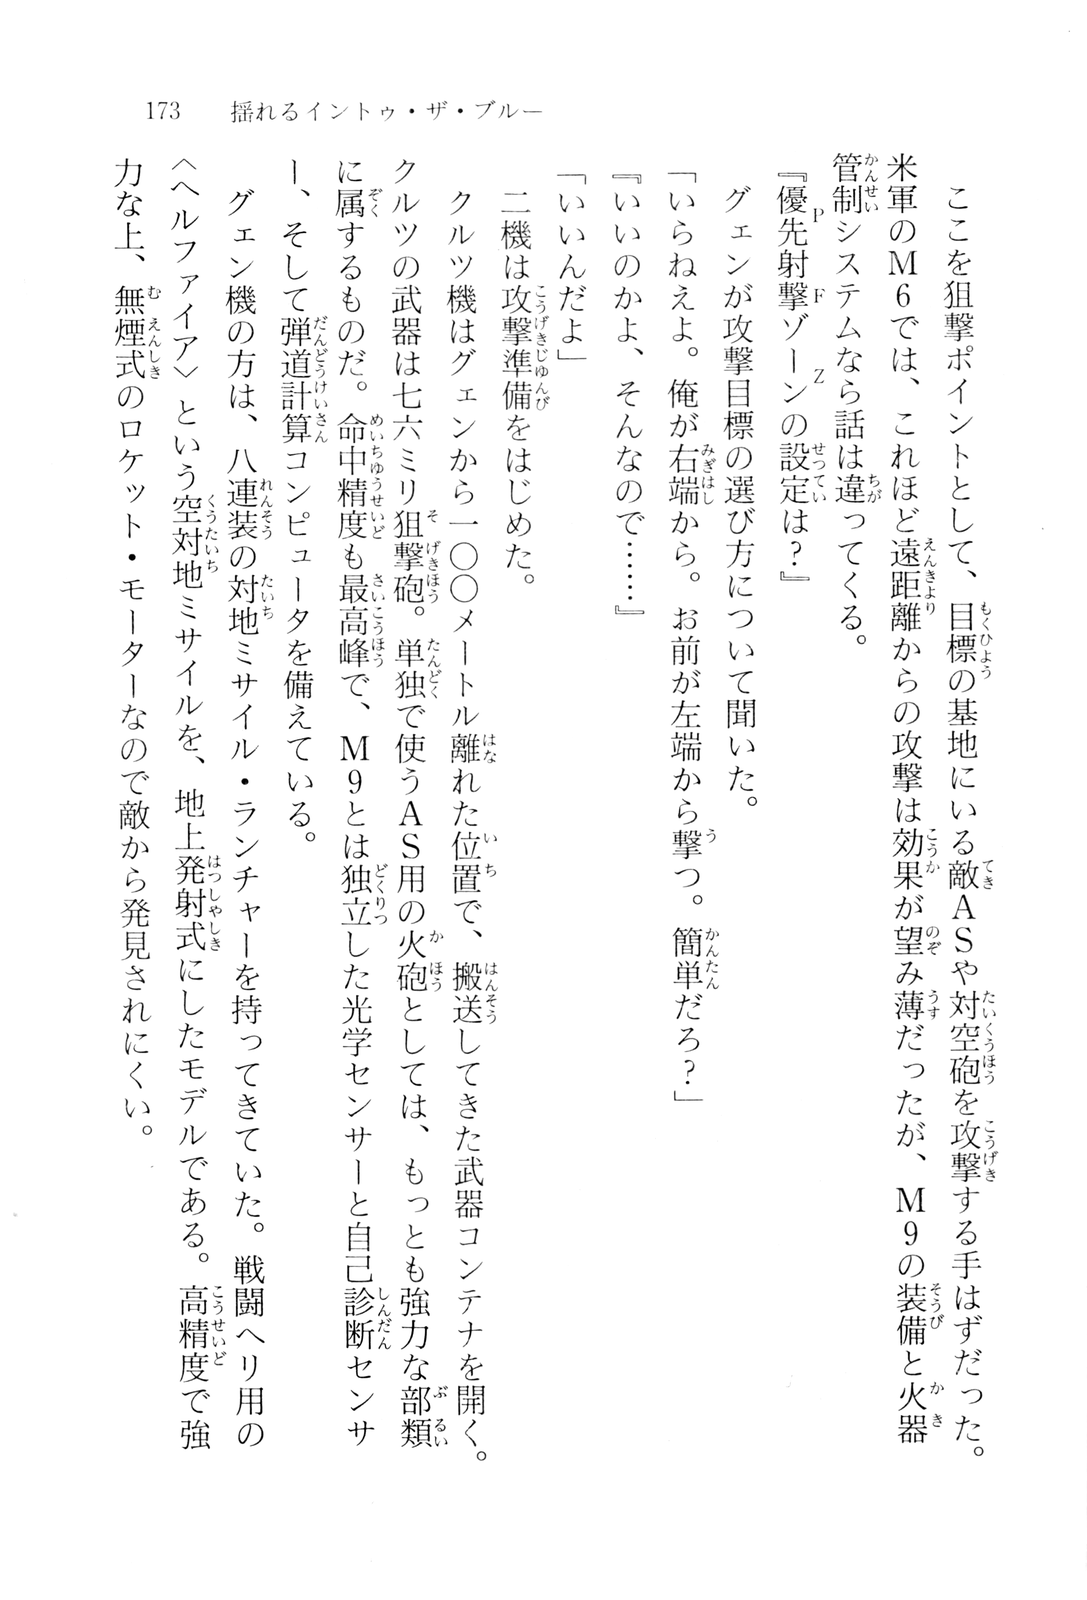 173　揺れるイントゥ・ザ・ブルー
　ここを狙撃ポイントとして、目標の基地にいる敵ASや対空砲を攻撃する手はずだった。
米軍のM6では、これほど遠距離からの攻撃は効果が望み薄だったが、M9の装備と火器
管制システムなら話は違ってくる。
『優先射撃ゾーンの設定は？』
　グェンが攻撃目標の選び方について聞いた。
「いらねえよ。俺が右端から。お前が左端から撃つ。簡単だろ？」
『いいのかよ、そんなので……』
「いいんだよ」
　二機は攻撃準備をはじめた。
　クルツ機はグェンから一〇〇メートル離れた位置で、搬送してきた武器コンテナを開く。
クルツの武器は七六ミリ狙撃砲。単独で使うAS用の火砲としては、もっとも強力な部類
に属するものだ。命中精度も最高峰で、M9とは独立した光学センサーと自己診断センサ
ー、そして弾道計算コンピュータを備えている。
　グェン機の方は、八連装の対地ミサイル・ランチャーを持ってきていた。戦闘ヘリ用の
〈ヘルファイア〉という空対地ミサイルを、地上発射式にしたモデルである。高精度で強
力な上、無煙式のロケット・モーターなので敵から発見されにくい。